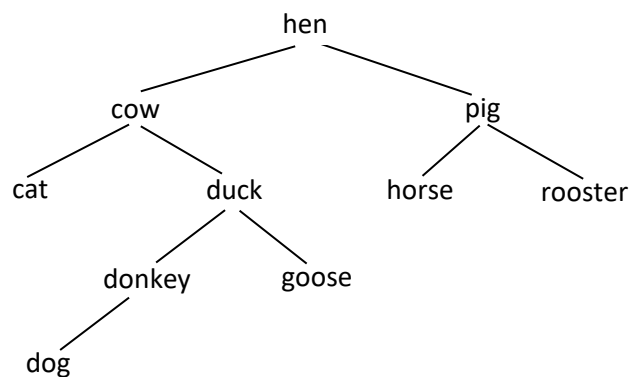 hen
cow pig
cat duck horse rooster
donkey goose
dog